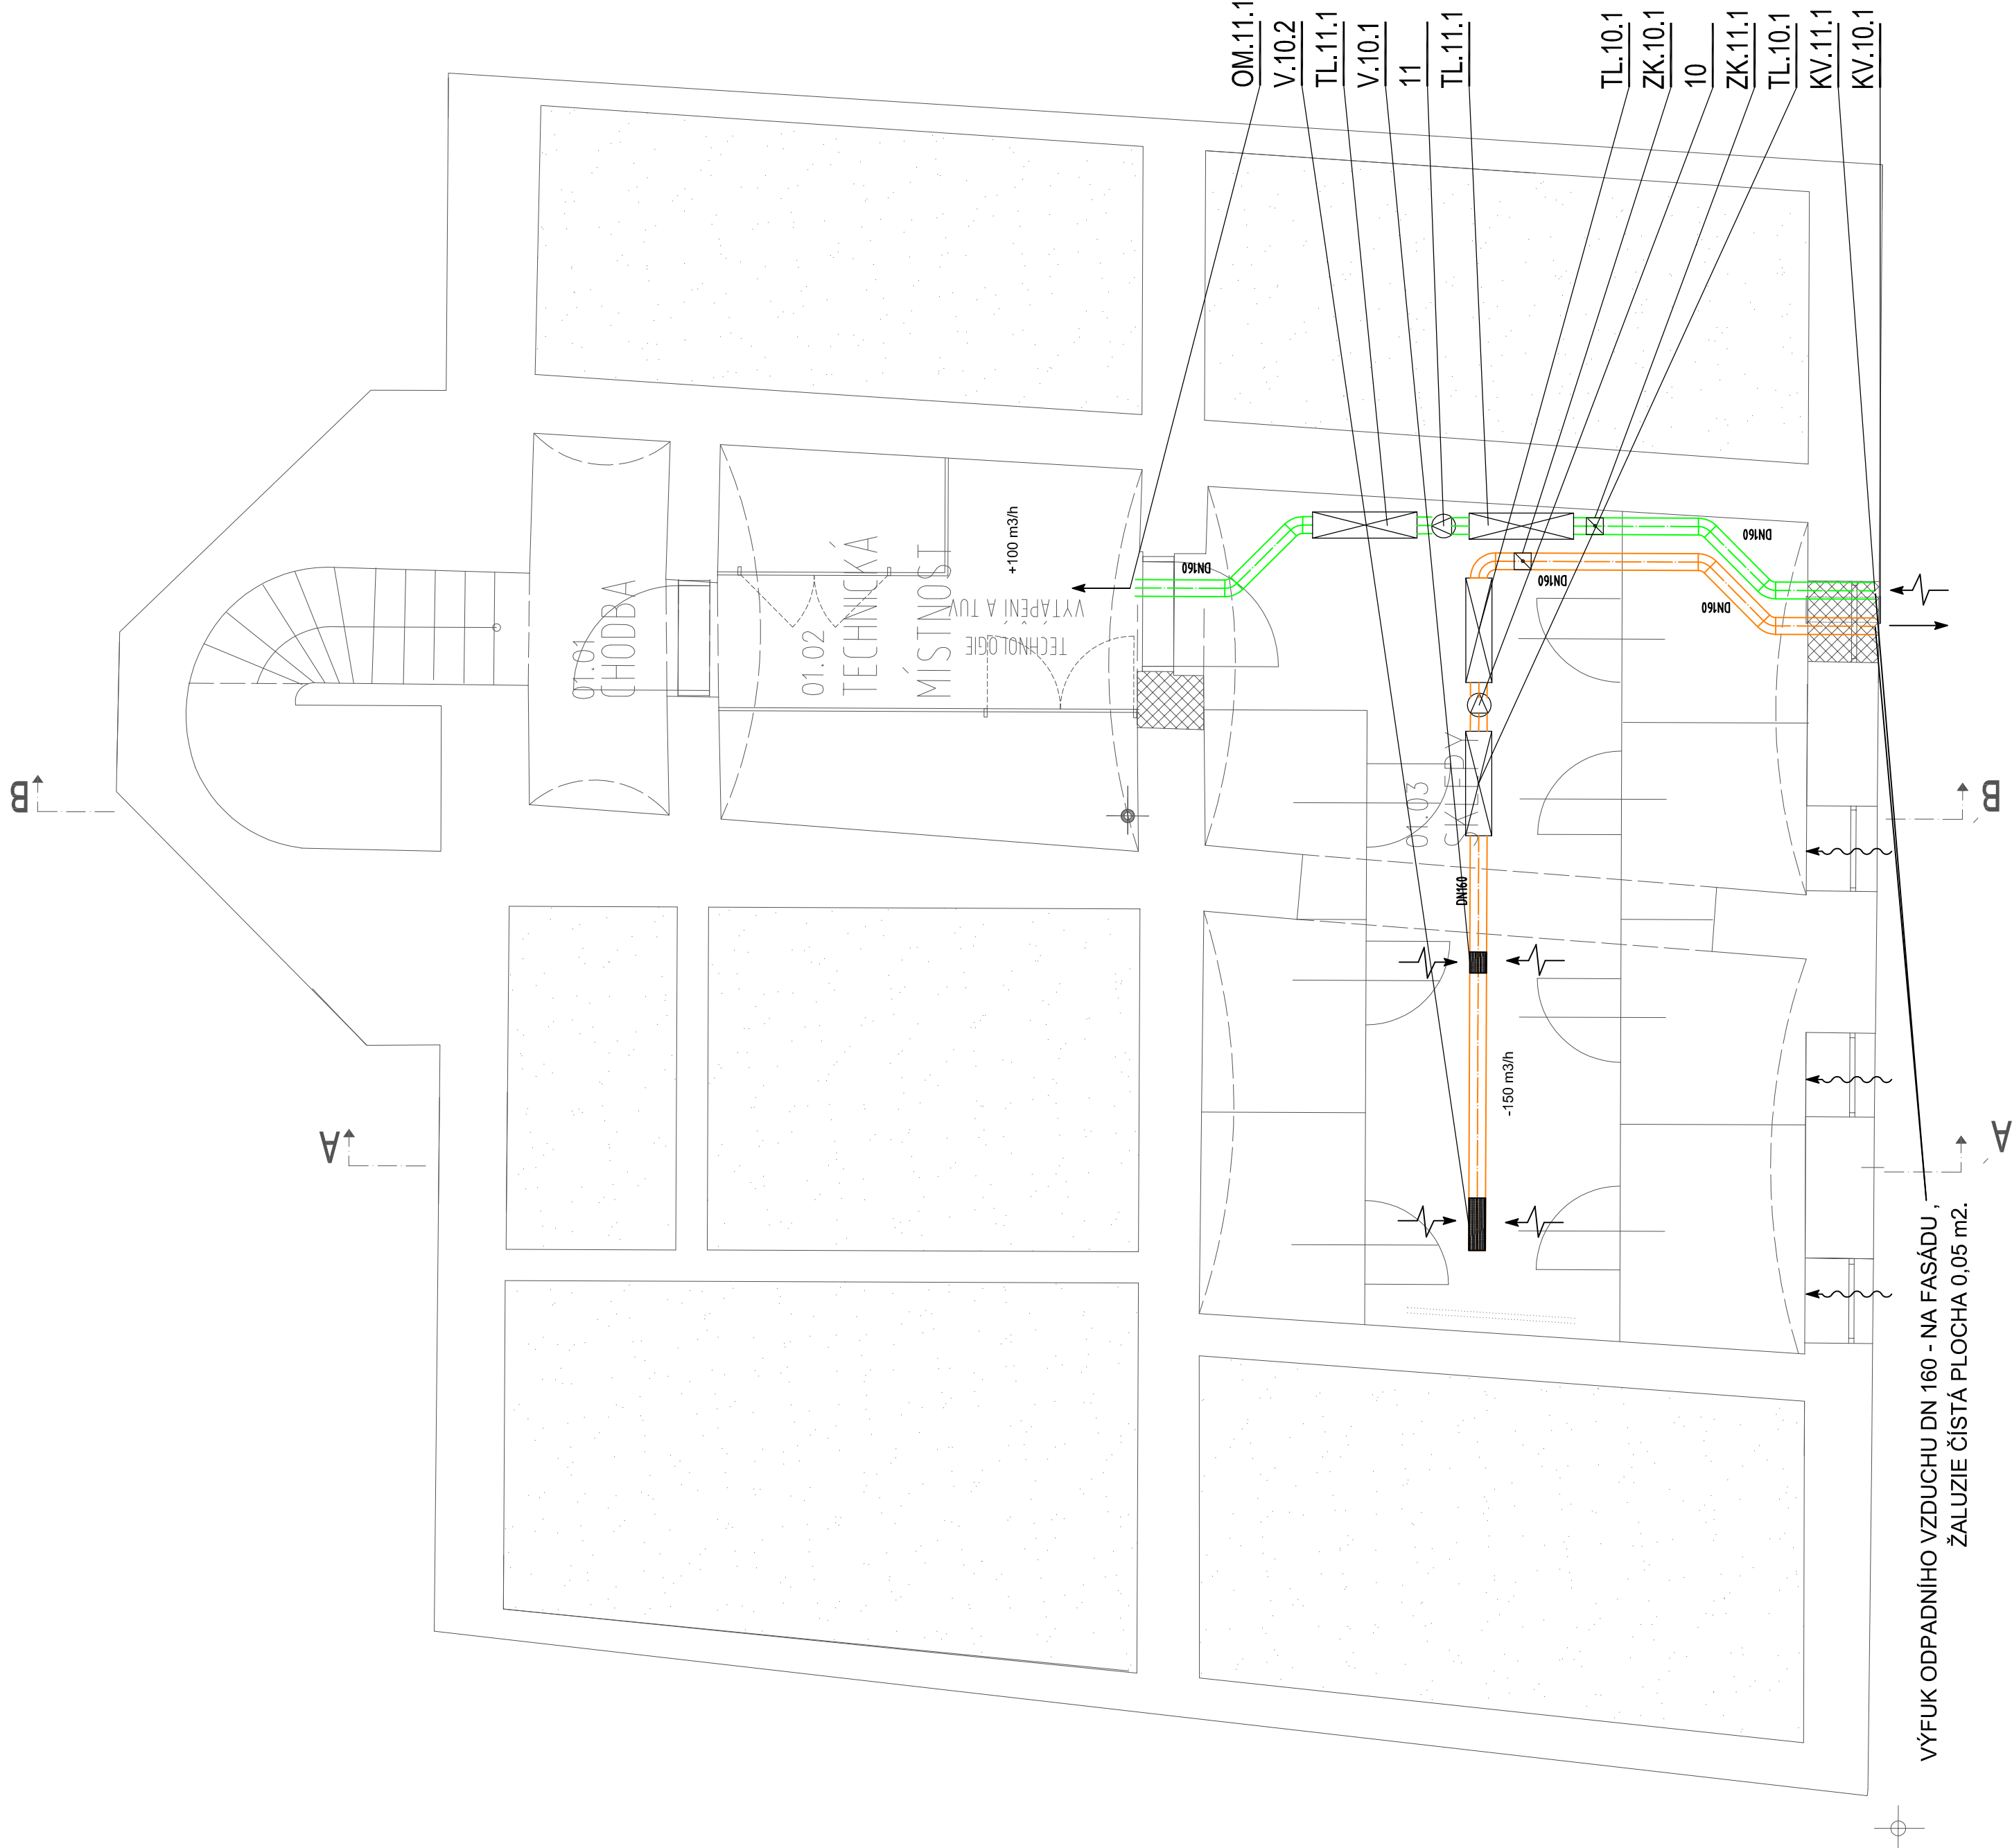 OM.11.1
V.10.2
TL.11.1
V.10.1
11
TL.11.1
TL.10.1
ZK.10.1
10
ZK.11.1
TL.10.1
KV.11.1
KV.10.1
01.01
CHODBA
01.02
TECHNICKÁ
MÍSTNOST
TECHNOLOGIE
VYTÁPĚNÍ A TUV
+100 m3/h
DN160
DN160
DN160
DN160
01.03
SKLEPY
DN160
-150 m3/h
B
B
A
A
VÝFUK ODPADNÍHO VZDUCHU DN 160 - NA FASÁDU ,
ŽALUZIE ČISTÁ PLOCHA 0,05 m2.